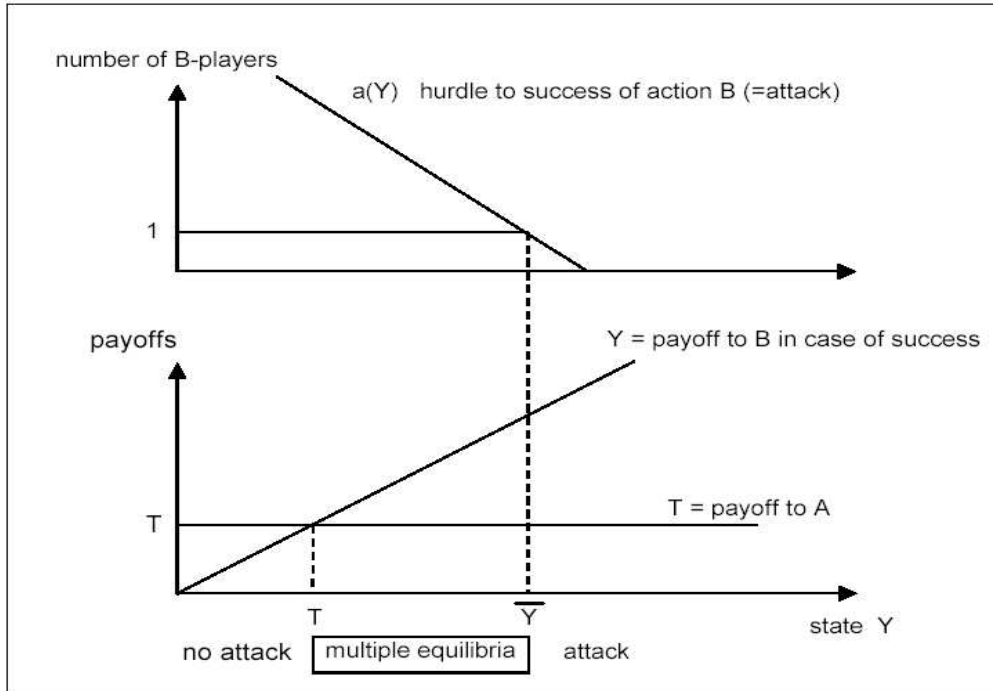 number of B-players
a(Y) hurdle to success of action B (=attack)
1
payoffs
Y = payoff to B in case of success
T = payoff to A
T
T
Y
state Y
no attack
multiple equilibria
attack